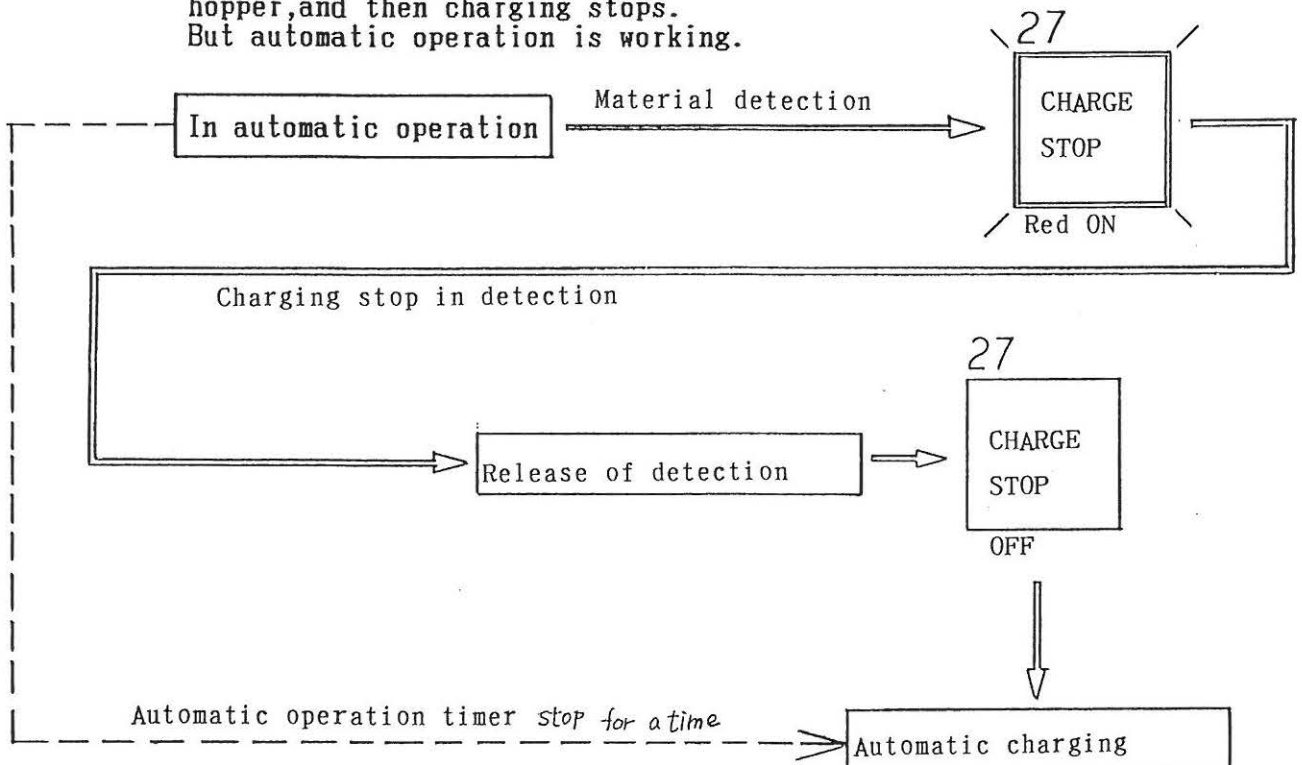 hopper,and then charging stops.
But automatic operation is working.
27
Material detection
CHARGE
STOP
In automatic operation
Red ON
Charging stop in detection
27
CHARGE
STOP
Release of detection
OFF
Automatic operation timer stop for a time
Automatic charging